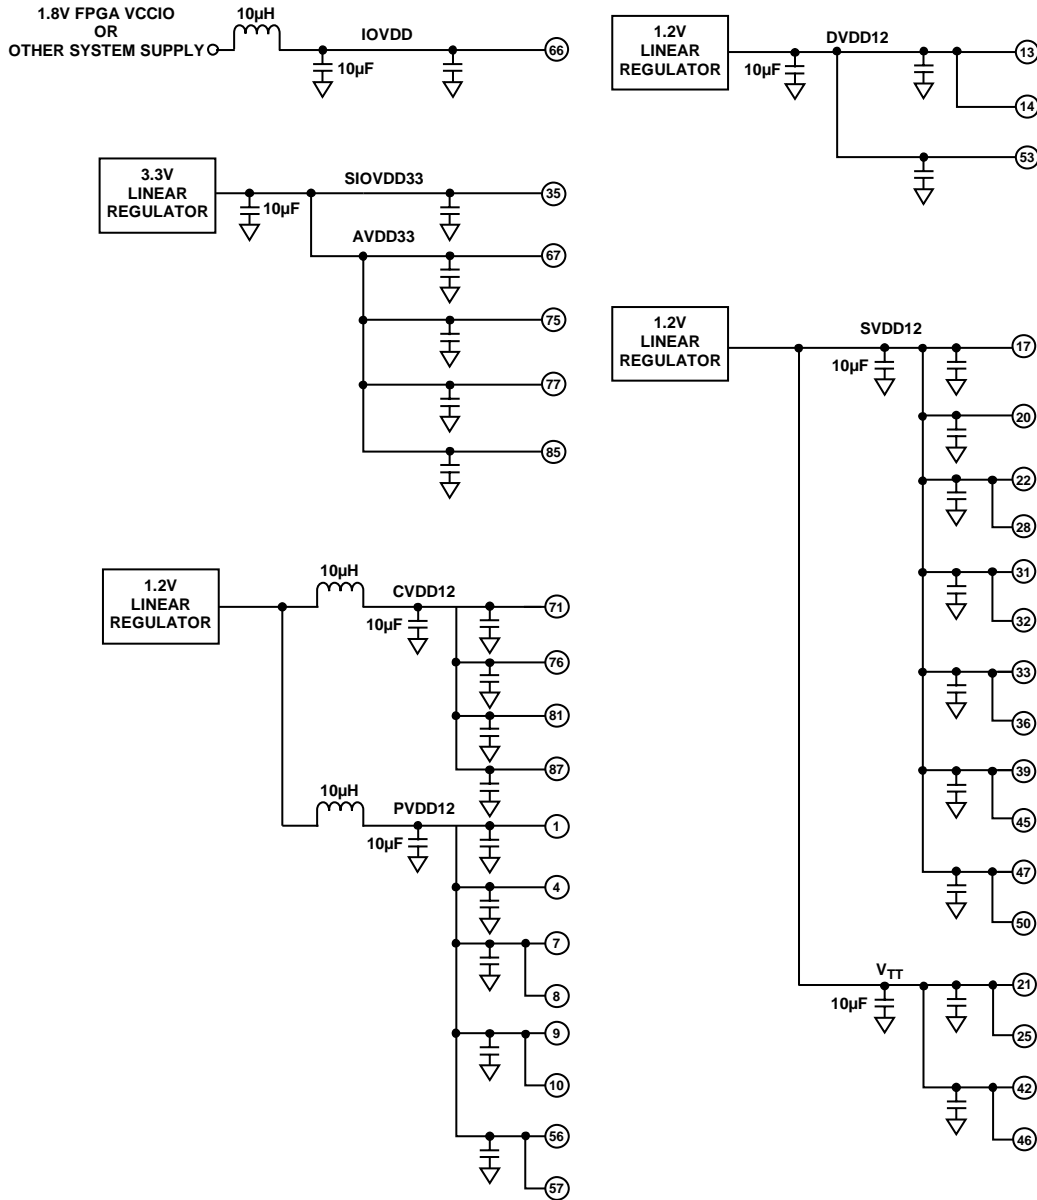 1.8V FPGA VCCIO
OR
OTHER SYSTEM SUPPLY
10µH
IOVDD
10µF
66
3.3V
LINEAR
REGULATOR
10µF
SIOVDD33
35
AVDD33
67
75
77
85
1.2V
LINEAR
REGULATOR
10µH
CVDD12
10µF
71
76
81
87
10µH
PVDD12
10µF
1
4
7
8
9
10
56
57
1.2V
LINEAR
REGULATOR
10µF
DVDD12
13
14
53
1.2V
LINEAR
REGULATOR
SVDD12
10µF
17
20
22
28
31
32
33
36
39
45
47
50
VTT
10µF
21
25
42
46